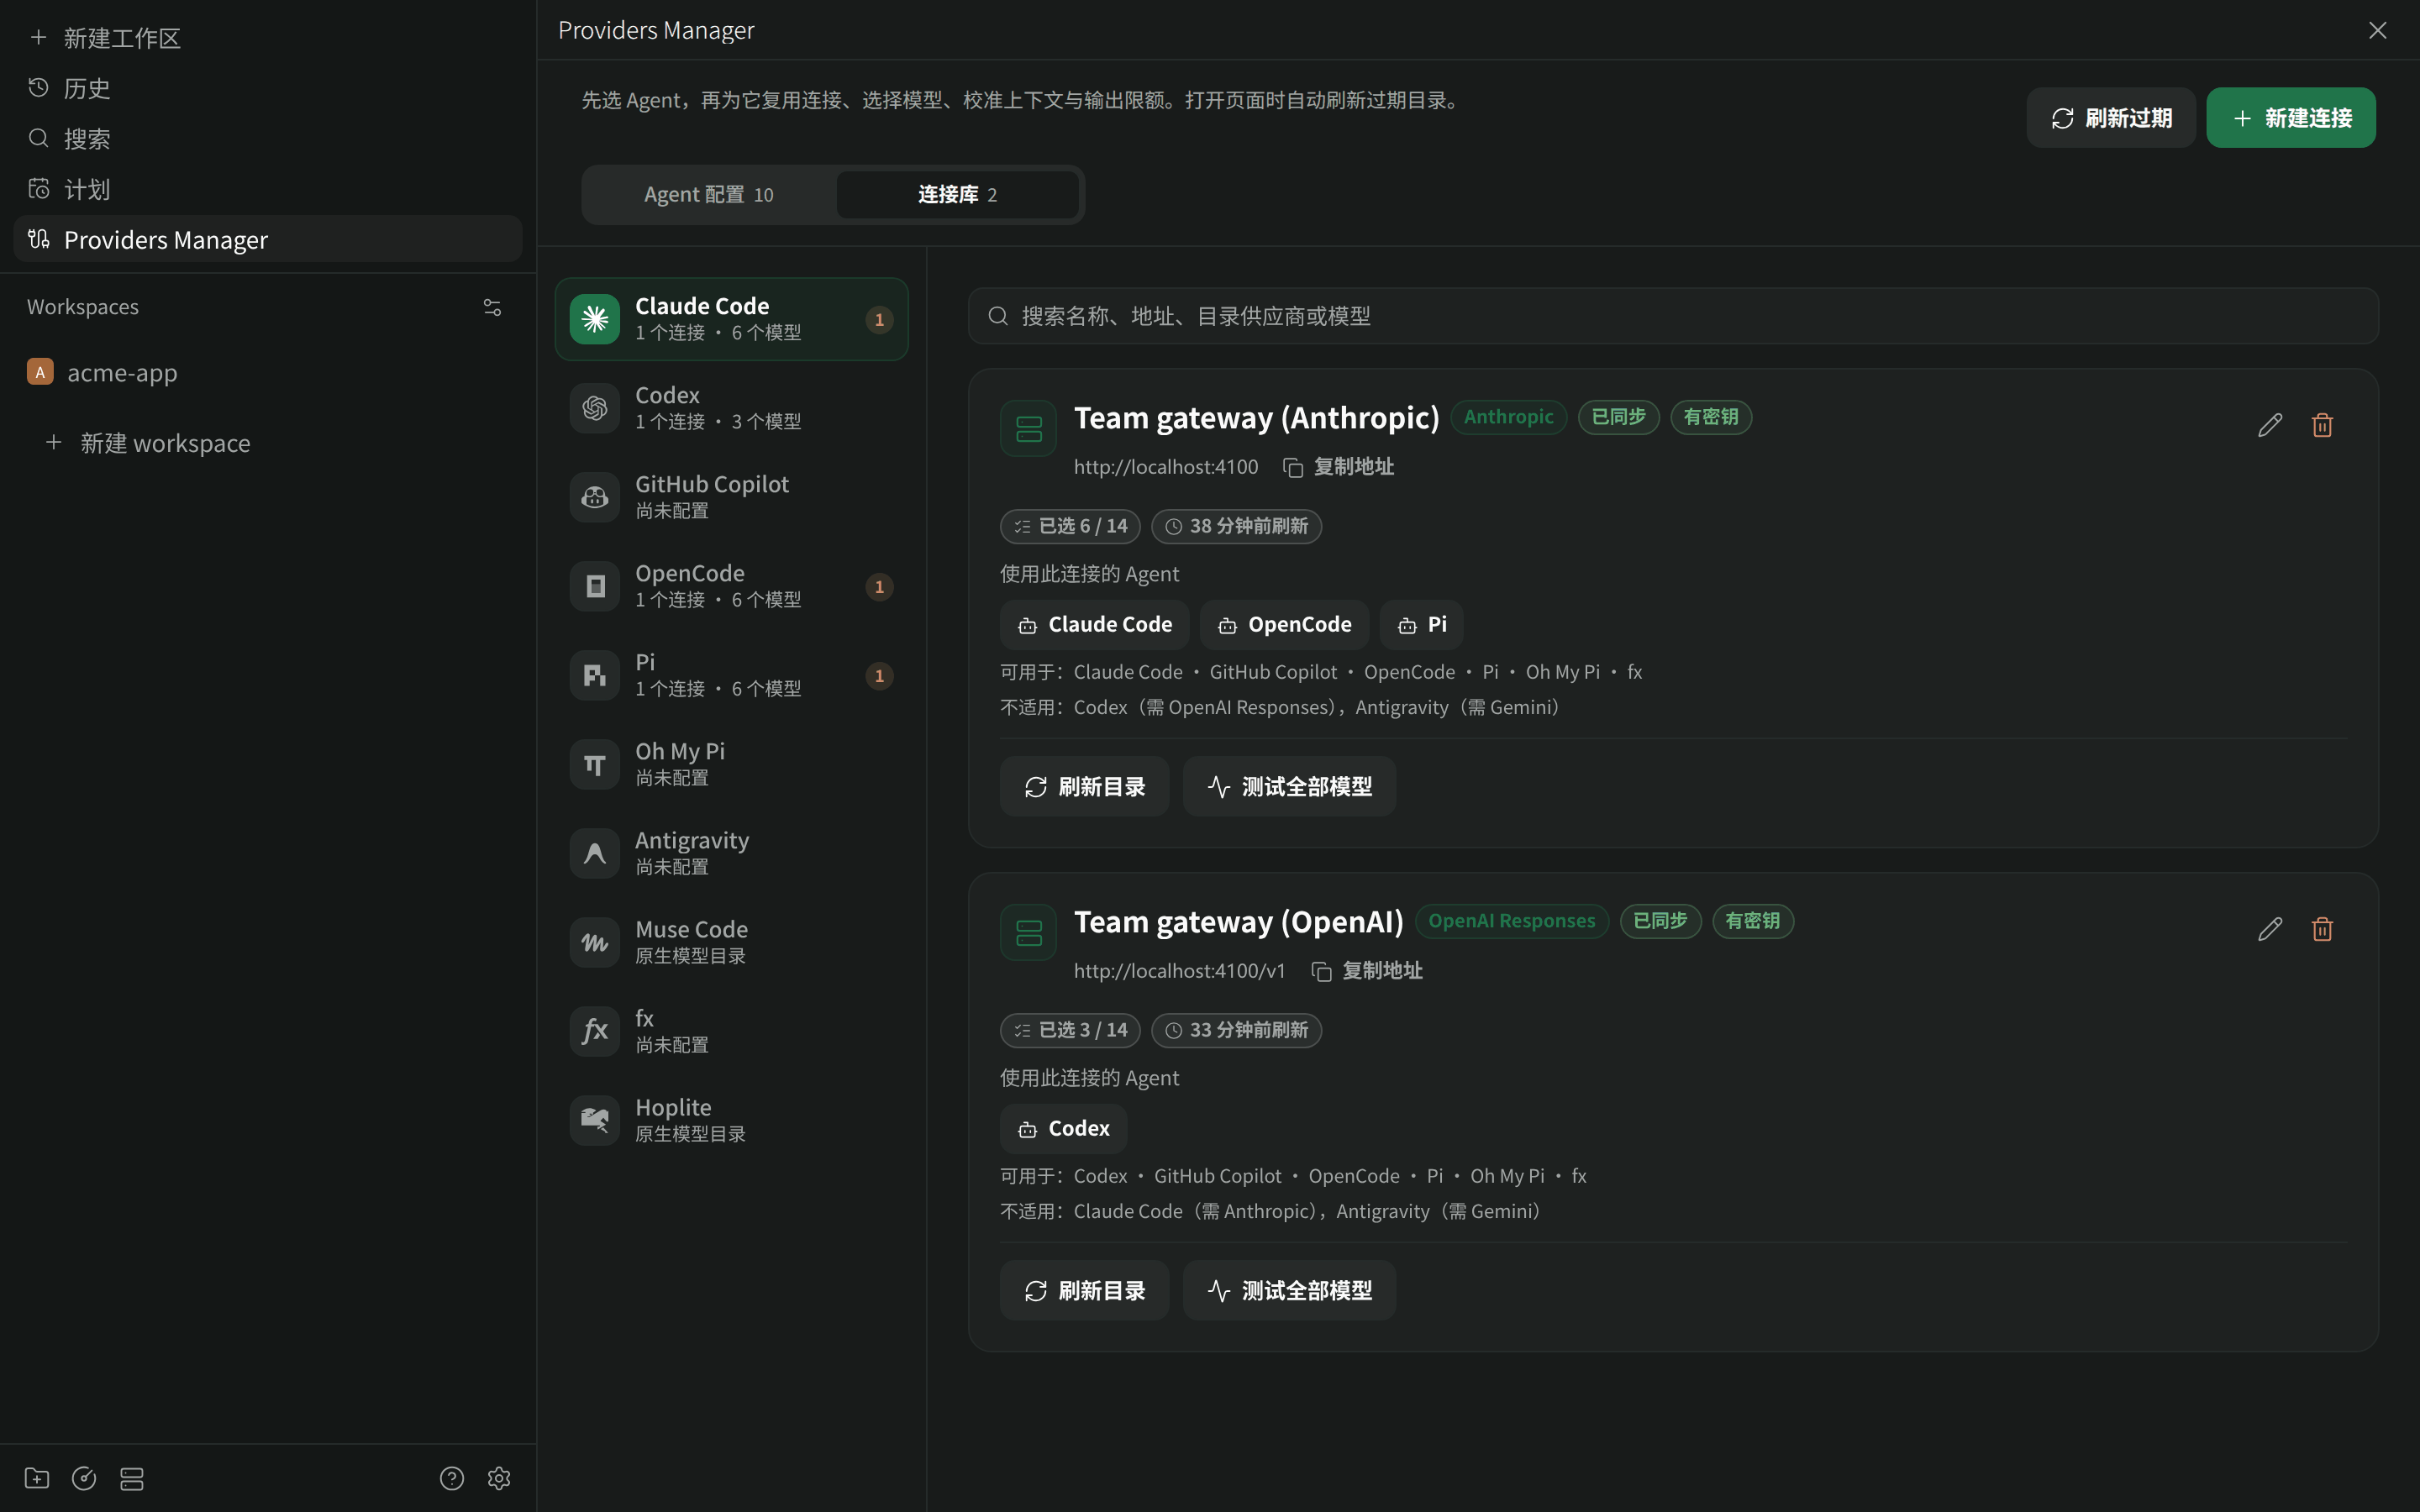 新建工作区
历史
搜索
计划
Providers Manager
Workspaces
A acme-app
新建 workspace
Providers Manager
先选 Agent，再为它复用连接、选择模型、校准上下文与输出限额。打开页面时自动刷新过期目录。
刷新过期
新建连接
Agent 配置 10
连接库 2
Claude Code
1 个连接 • 6 个模型
1
Codex
1 个连接 • 3 个模型
GitHub Copilot
尚未配置
OpenCode
1 个连接 • 6 个模型
1
Pi
1 个连接 • 6 个模型
1
Oh My Pi
尚未配置
Antigravity
尚未配置
Muse Code
原生模型目录
fx
尚未配置
Hoplite
原生模型目录
搜索名称、地址、目录供应商或模型
Team gateway (Anthropic) Anthropic 已同步 有密钥
http://localhost:4100 复制地址
已选 6 / 14 38 分钟前刷新
使用此连接的 Agent
Claude Code OpenCode Pi
可用于：Claude Code • GitHub Copilot • OpenCode • Pi • Oh My Pi • fx
不适用：Codex（需 OpenAI Responses），Antigravity（需 Gemini）
刷新目录 测试全部模型
Team gateway (OpenAI) OpenAI Responses 已同步 有密钥
http://localhost:4100/v1 复制地址
已选 3 / 14 33 分钟前刷新
使用此连接的 Agent
Codex
可用于：Codex • GitHub Copilot • OpenCode • Pi • Oh My Pi • fx
不适用：Claude Code（需 Anthropic），Antigravity（需 Gemini）
刷新目录 测试全部模型